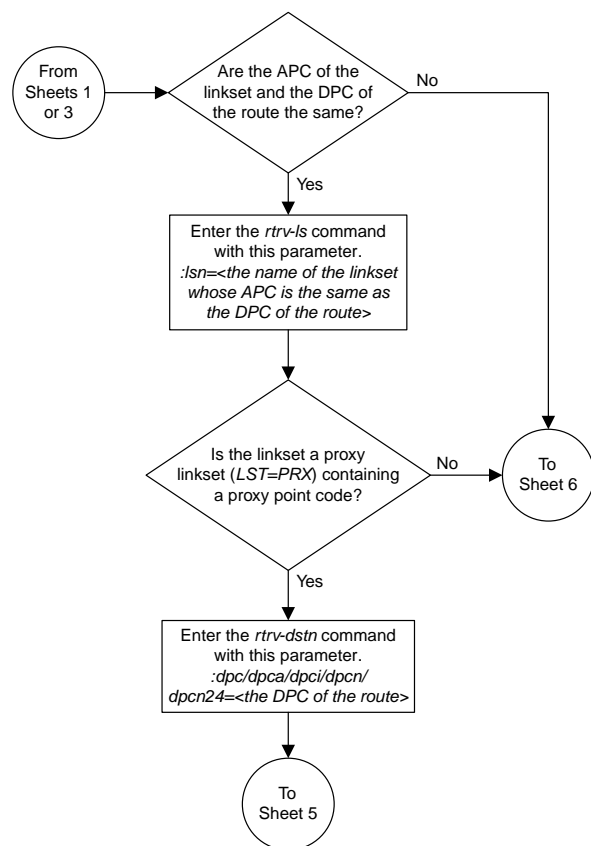 From
Sheets 1
or 3
Are the APC of the
linkset and the DPC of
the route the same?
No
Yes
Enter the rtrv-ls command
with this parameter.
:lsn=<the name of the linkset
whose APC is the same as
the DPC of the route>
Is the linkset a proxy
linkset (LST=PRX) containing
a proxy point code?
No
To
Sheet 6
Yes
Enter the rtrv-dstn command
with this parameter.
:dpc/dpca/dpci/dpcn/
dpcn24=<the DPC of the route>
To
Sheet 5